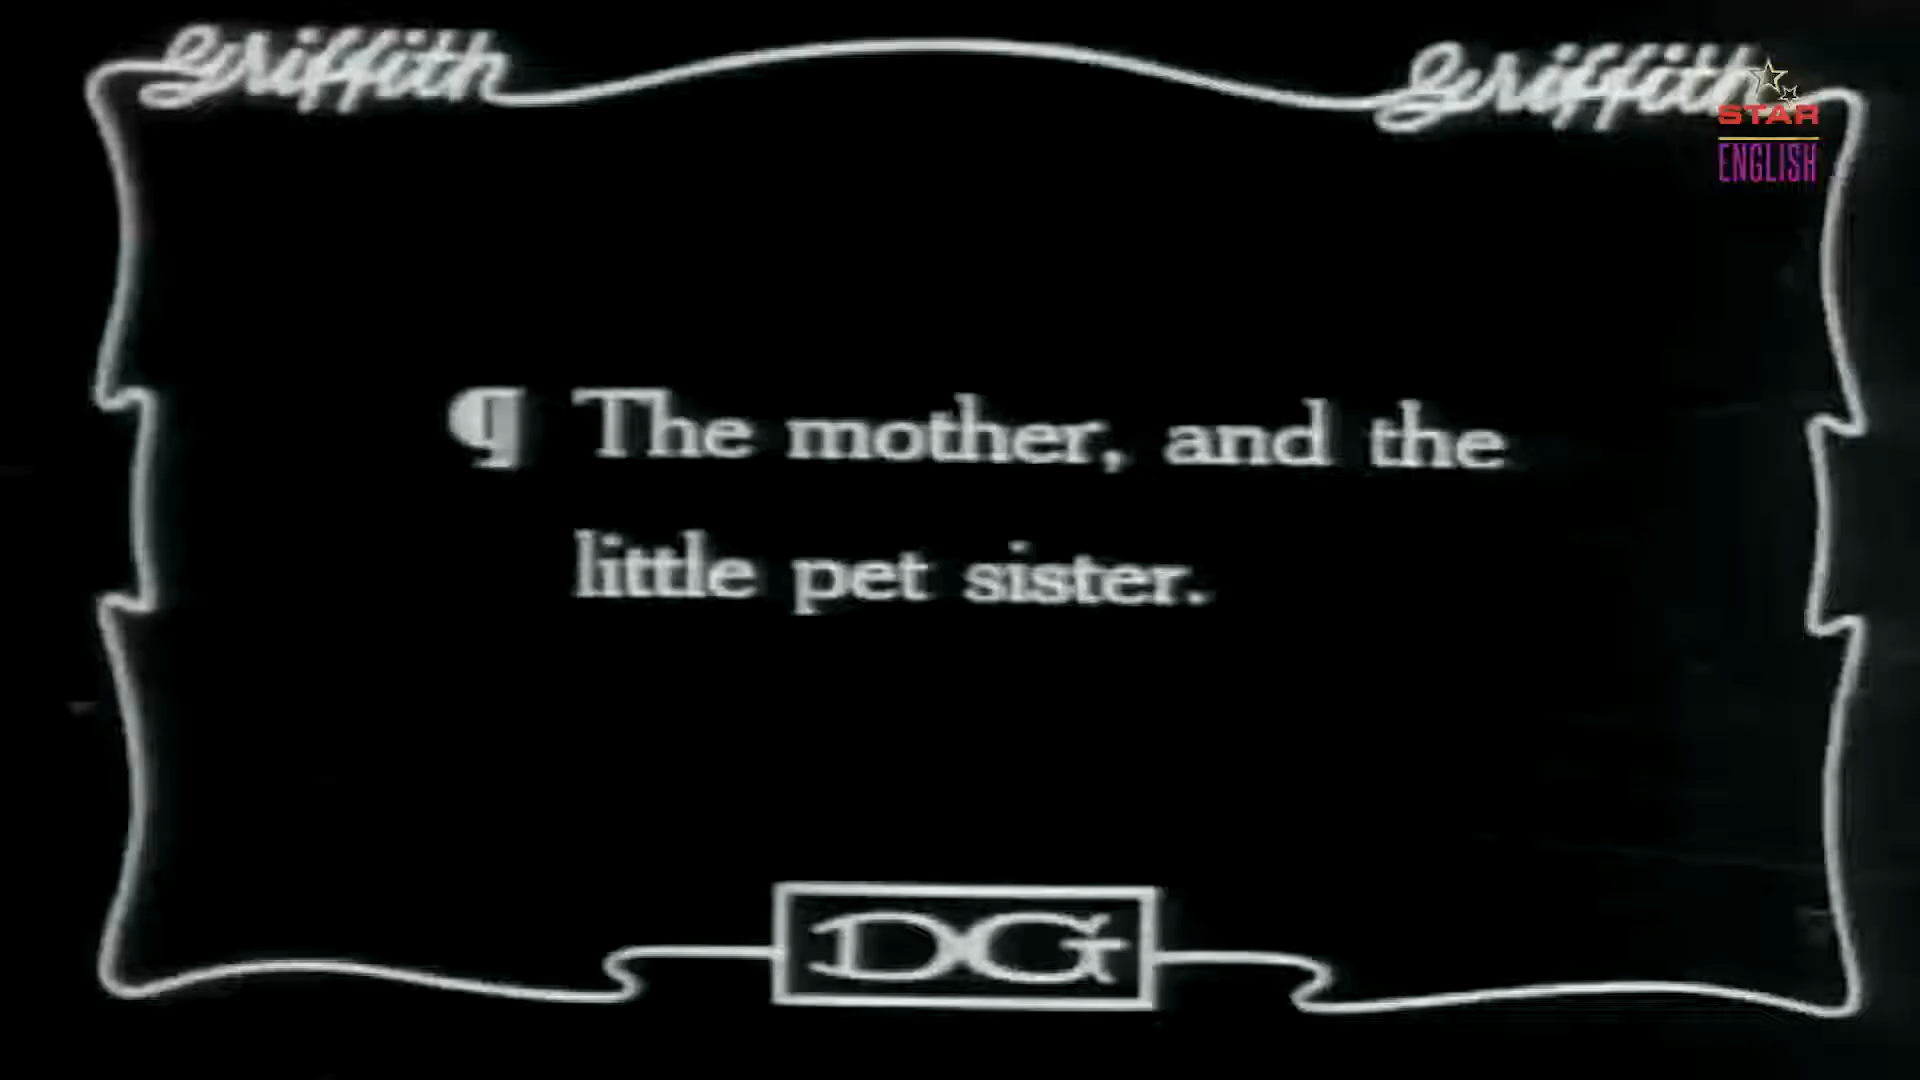 Griffith Griffith
STAR
ENGLISH
¶ The mother, and the
little pet sister.
DG